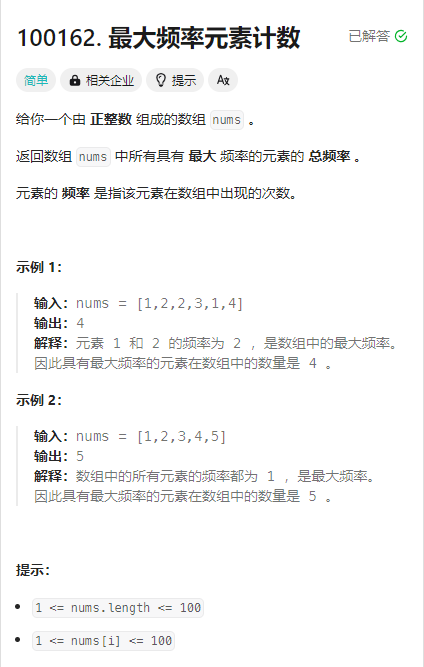 100162. 最大频率元素计数
已解答
简单 相关企业 提示 Aあ
给你一个由 正整数 组成的数组 nums 。
返回数组 nums 中所有具有 最大 频率的元素的 总频率 。
元素的 频率 是指该元素在数组中出现的次数。
示例 1：
输入：nums = [1,2,2,3,1,4]
输出：4
解释：元素 1 和 2 的频率为 2 ，是数组中的最大频率。
因此具有最大频率的元素在数组中的数量是 4 。
示例 2：
输入：nums = [1,2,3,4,5]
输出：5
解释：数组中的所有元素的频率都为 1 ，是最大频率。
因此具有最大频率的元素在数组中的数量是 5 。
提示：
1 <= nums.length <= 100
1 <= nums[i] <= 100